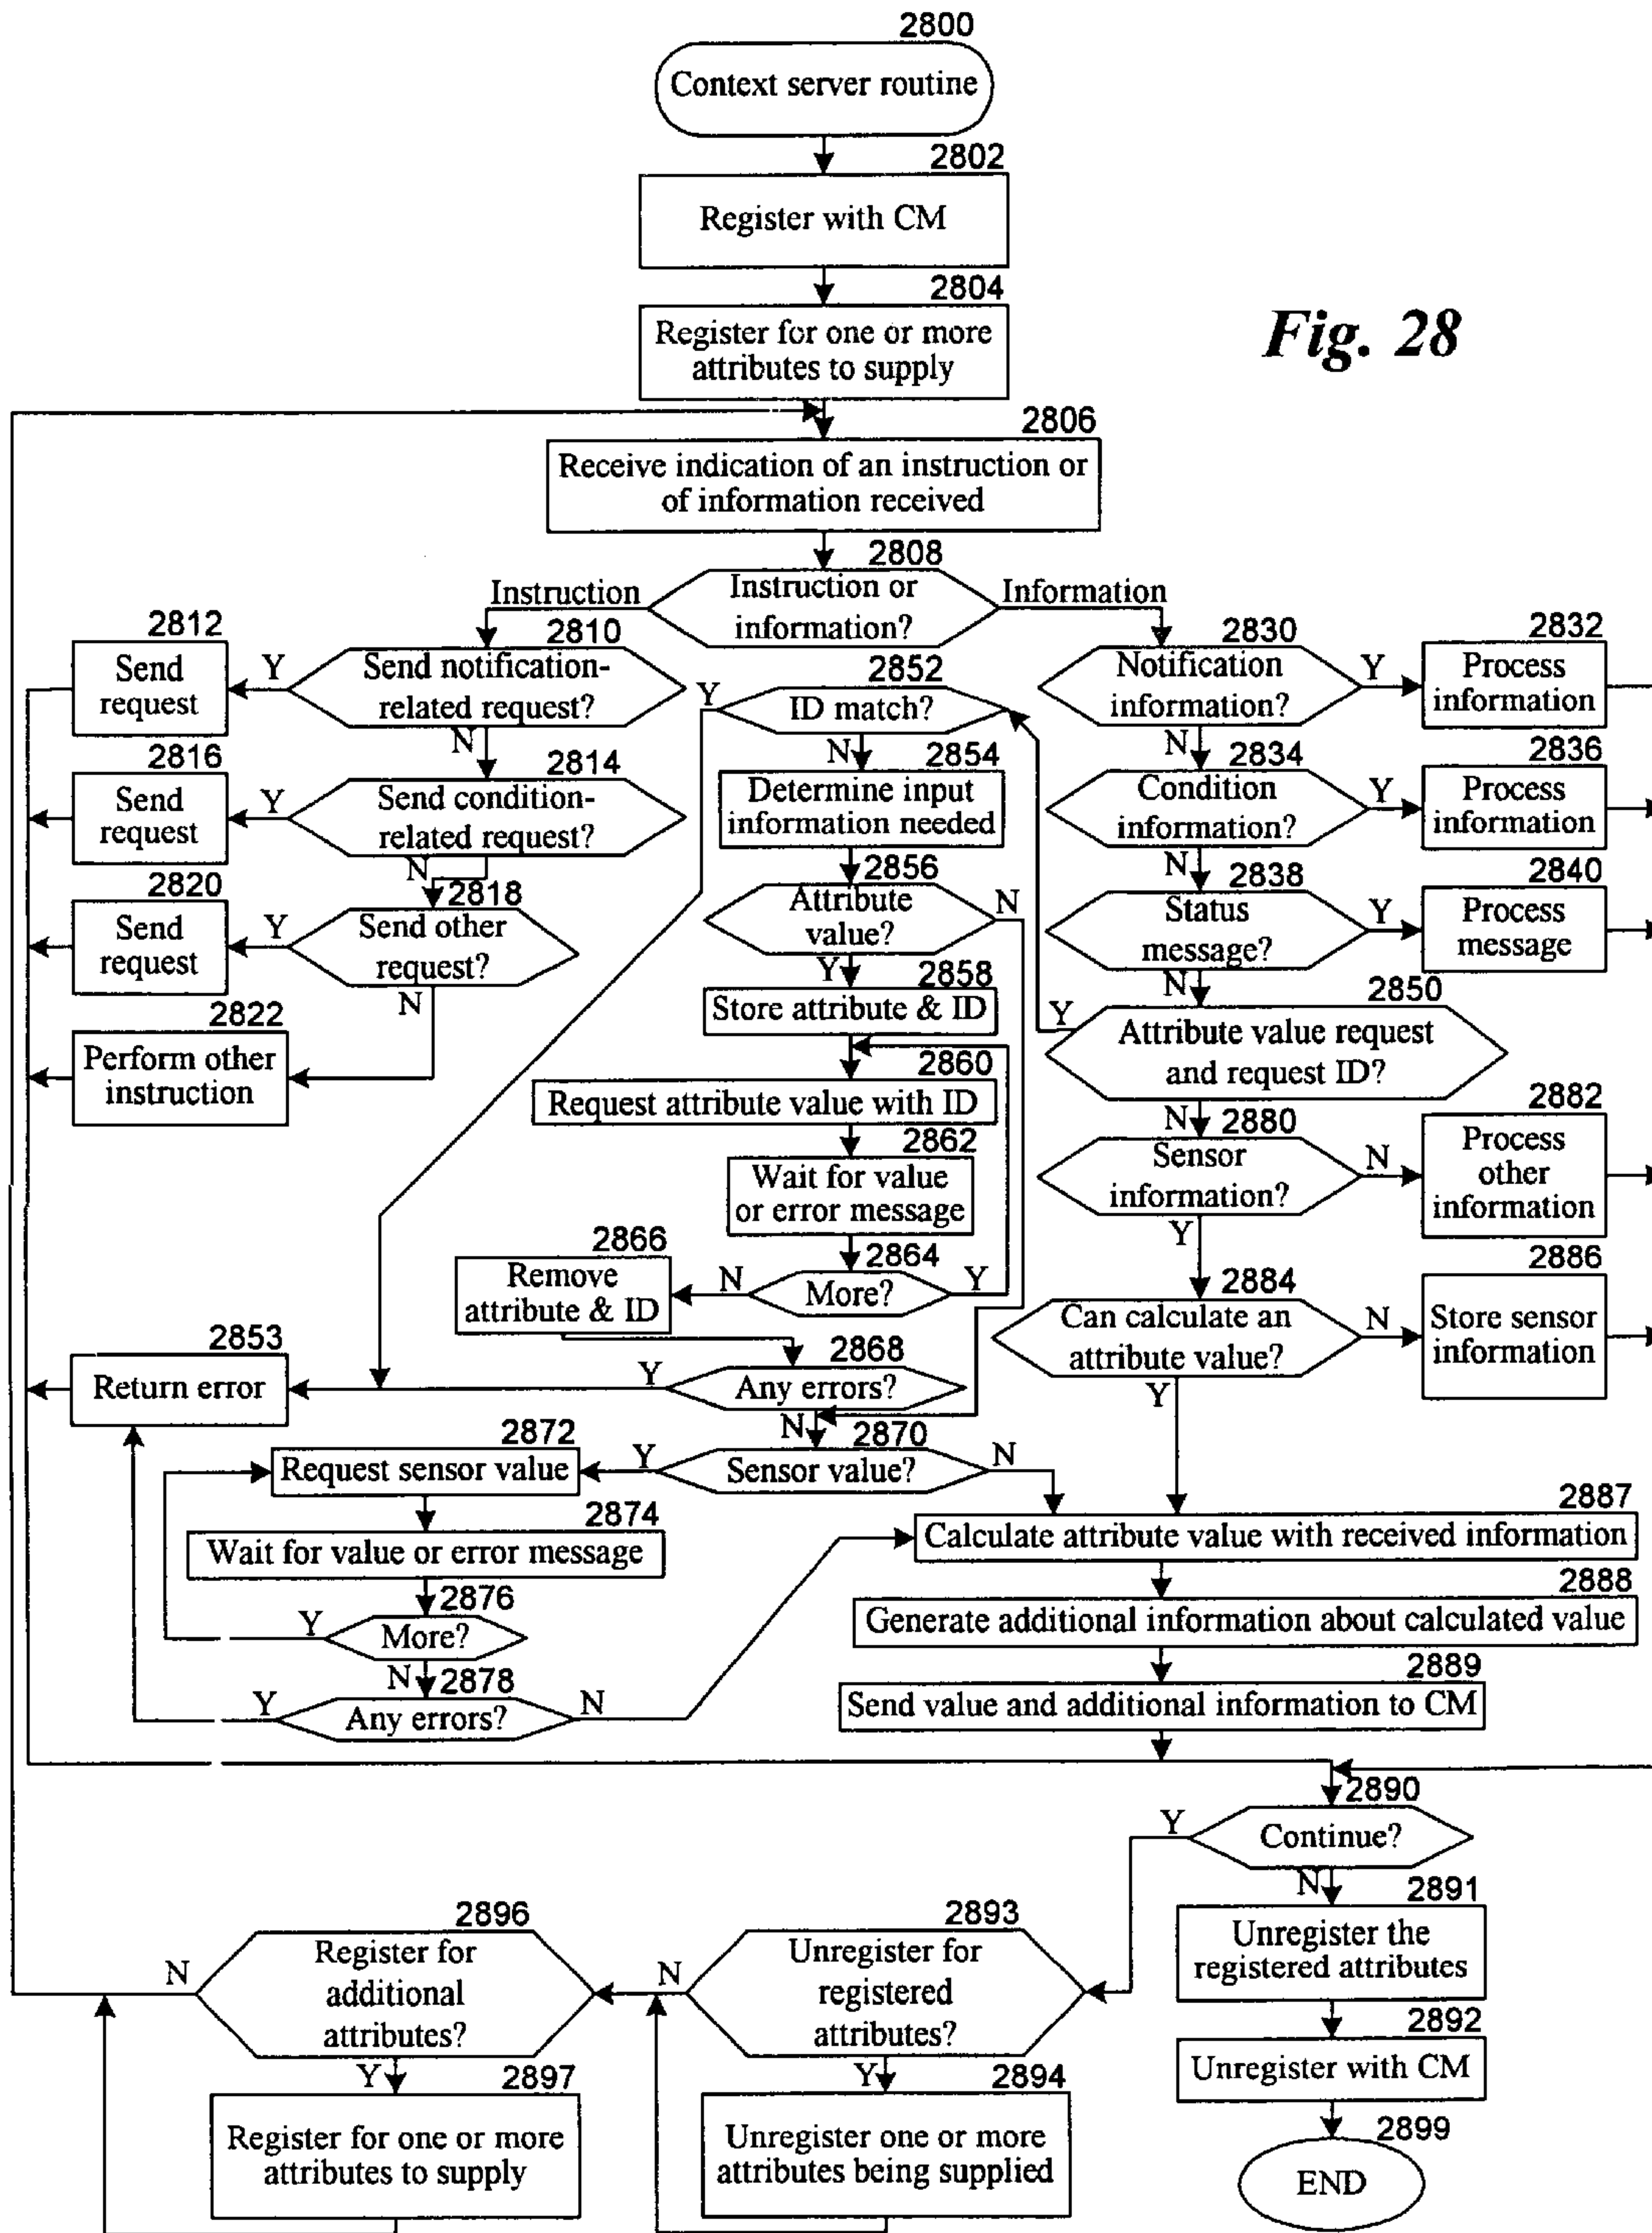 2800
Context server routine
2802
Register with CM
2804
Register for one or more
attributes to supply
Fig. 28
2806
Receive indication of an instruction or
of information received
2808
Instruction
Instruction or
information?
Information
2812
Send
request
Y
2810
Send notification-
related request?
N
2816
Send
request
Y
2814
Send condition-
related request?
N
2820
Send
request
Y
2818
Send other
request?
N
2822
Perform other
instruction
2852
Y
ID match?
N
2854
Determine input
information needed
2856
Attribute
value?
N
Y
2858
Store attribute & ID
2860
Request attribute value with ID
2862
Wait for value
or error message
2864
More?
Y
N
2866
Remove
attribute & ID
2868
Any errors?
Y
N
2853
Return error
2870
Sensor value?
Y
N
2872
Request sensor value
2874
Wait for value or error message
2876
More?
Y
N
2878
Any errors?
Y
N
2830
Notification
information?
Y
N
2832
Process
information
2834
Condition
information?
Y
N
2836
Process
information
2838
Status
message?
Y
N
2840
Process
message
2850
Y
Attribute value request
and request ID?
N
2880
Sensor
information?
N
Y
2882
Process
other
information
2884
Can calculate an
attribute value?
N
Y
2886
Store sensor
information
2887
Calculate attribute value with received information
2888
Generate additional information about calculated value
2889
Send value and additional information to CM
2890
Continue?
Y
N
2891
Unregister the
registered attributes
2892
Unregister with CM
2899
END
2893
Unregister for
registered
attributes?
N
Y
2894
Unregister one or more
attributes being supplied
2896
Register for
additional
attributes?
N
Y
2897
Register for one or more
attributes to supply